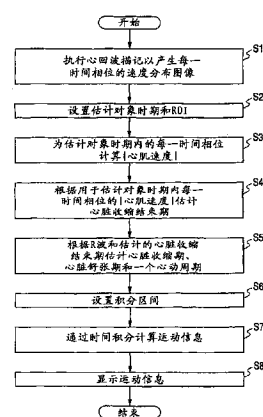 开始
S1
执行心回波描记以产生每一
时间相位的速度分布图像
S2
设置估计对象时期和ROI
S3
为估计对象时期内的每一时间相位
计算|心肌速度|
S4
根据用于估计对象时期内每一
时间相位的|心肌速度|估计
心脏收缩结束期
S5
根据R波和估计的心脏收缩
结束期估计心脏收缩期、
心脏舒张期和一个心动周期
S6
设置积分区间
S7
通过时间积分计算运动信息
S8
显示运动信息
结束